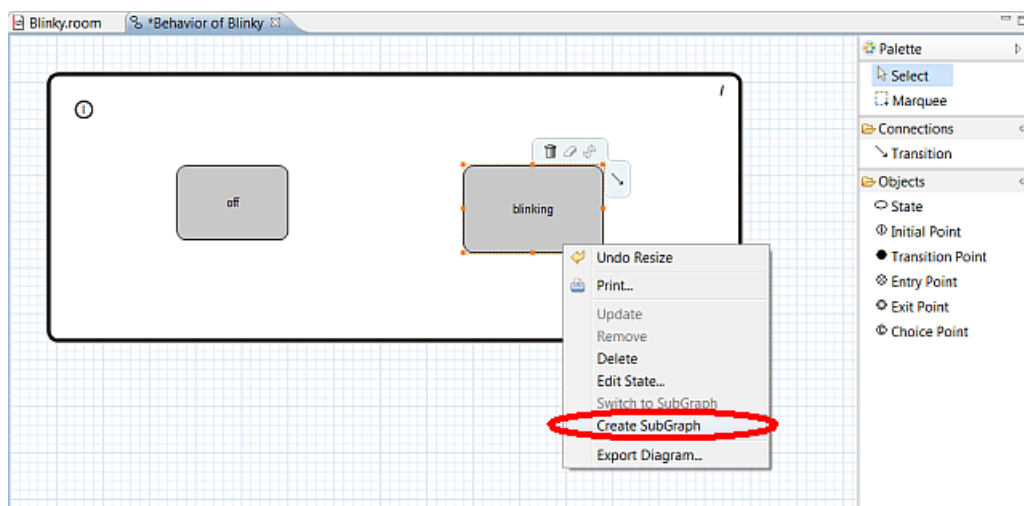 Blinky.room
*Behavior of Blinky
Palette
Select
Marquee
Connections
Transition
Objects
State
Initial Point
Transition Point
Entry Point
Exit Point
Choice Point
/
I
off
blinking
Undo Resize
Print...
Update
Remove
Delete
Edit State...
Switch to SubGraph
Create SubGraph
Export Diagram...